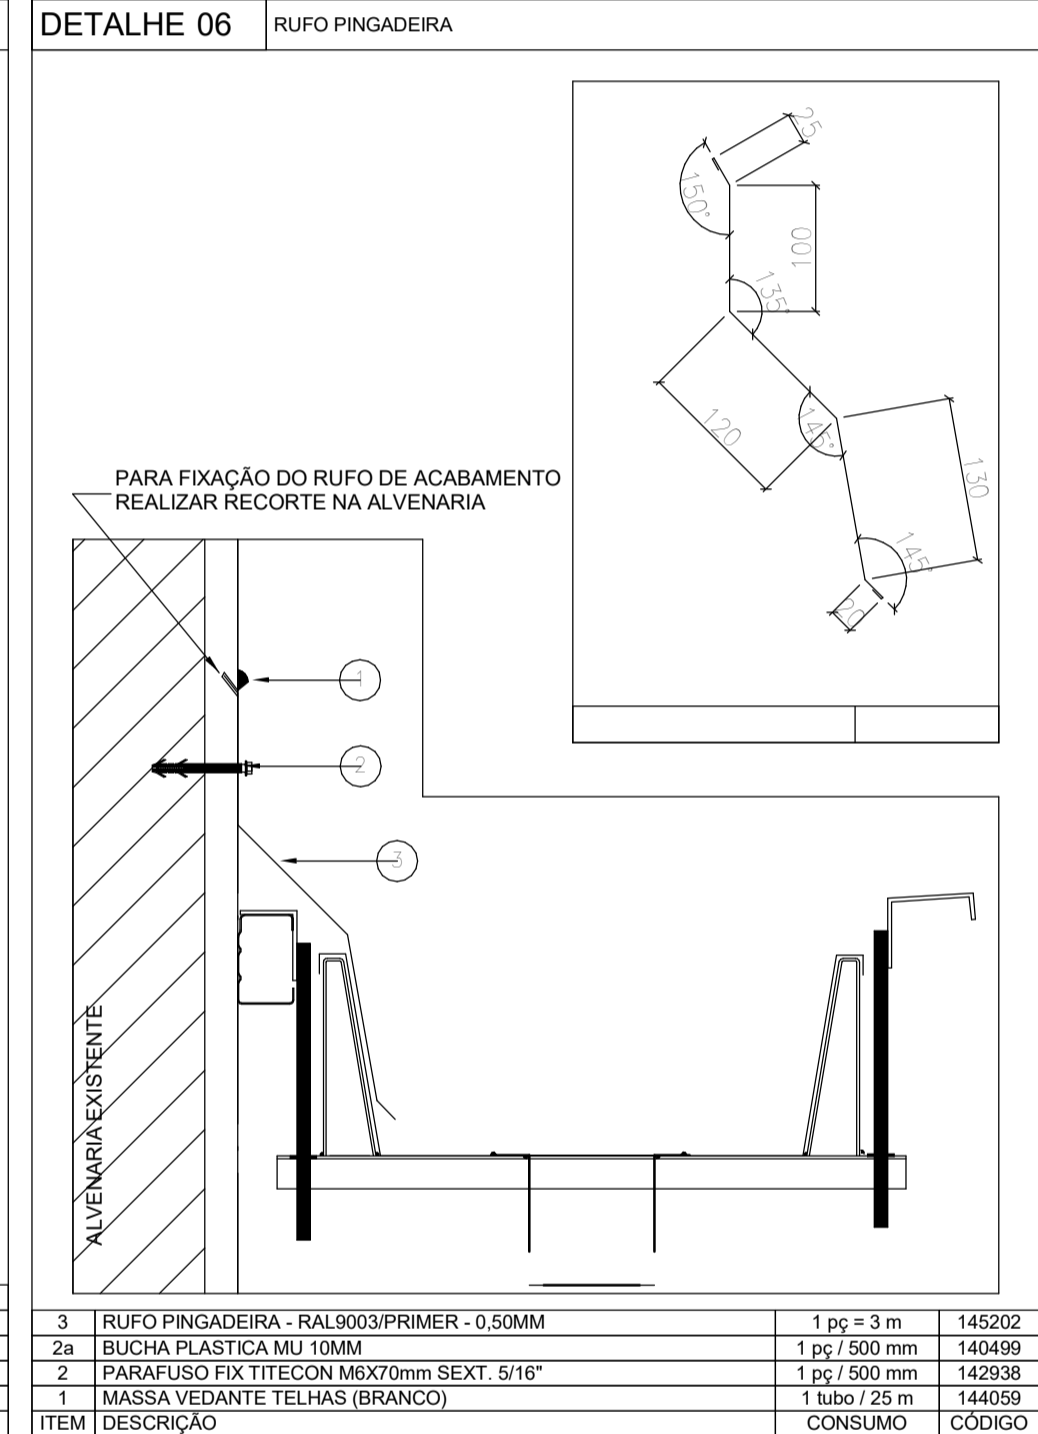 DETALHE 06
RUFO PINGADEIRA
25
150°
100
135°
120
145°
130
145°
20
PARA FIXAÇÃO DO RUFO DE ACABAMENTO
REALIZAR RECORTE NA ALVENARIA
1
2
3
ALVENARIA EXISTENTE
3 RUFO PINGADEIRA - RAL9003/PRIMER - 0,50MM 1 pç = 3 m 145202
2a BUCHA PLASTICA MU 10MM 1 pç / 500 mm 140499
2 PARAFUSO FIX TITECON M6X70mm SEXT. 5/16" 1 pç / 500 mm 142938
1 MASSA VEDANTE TELHAS (BRANCO) 1 tubo / 25 m 144059
ITEM DESCRIÇÃO CONSUMO CÓDIGO